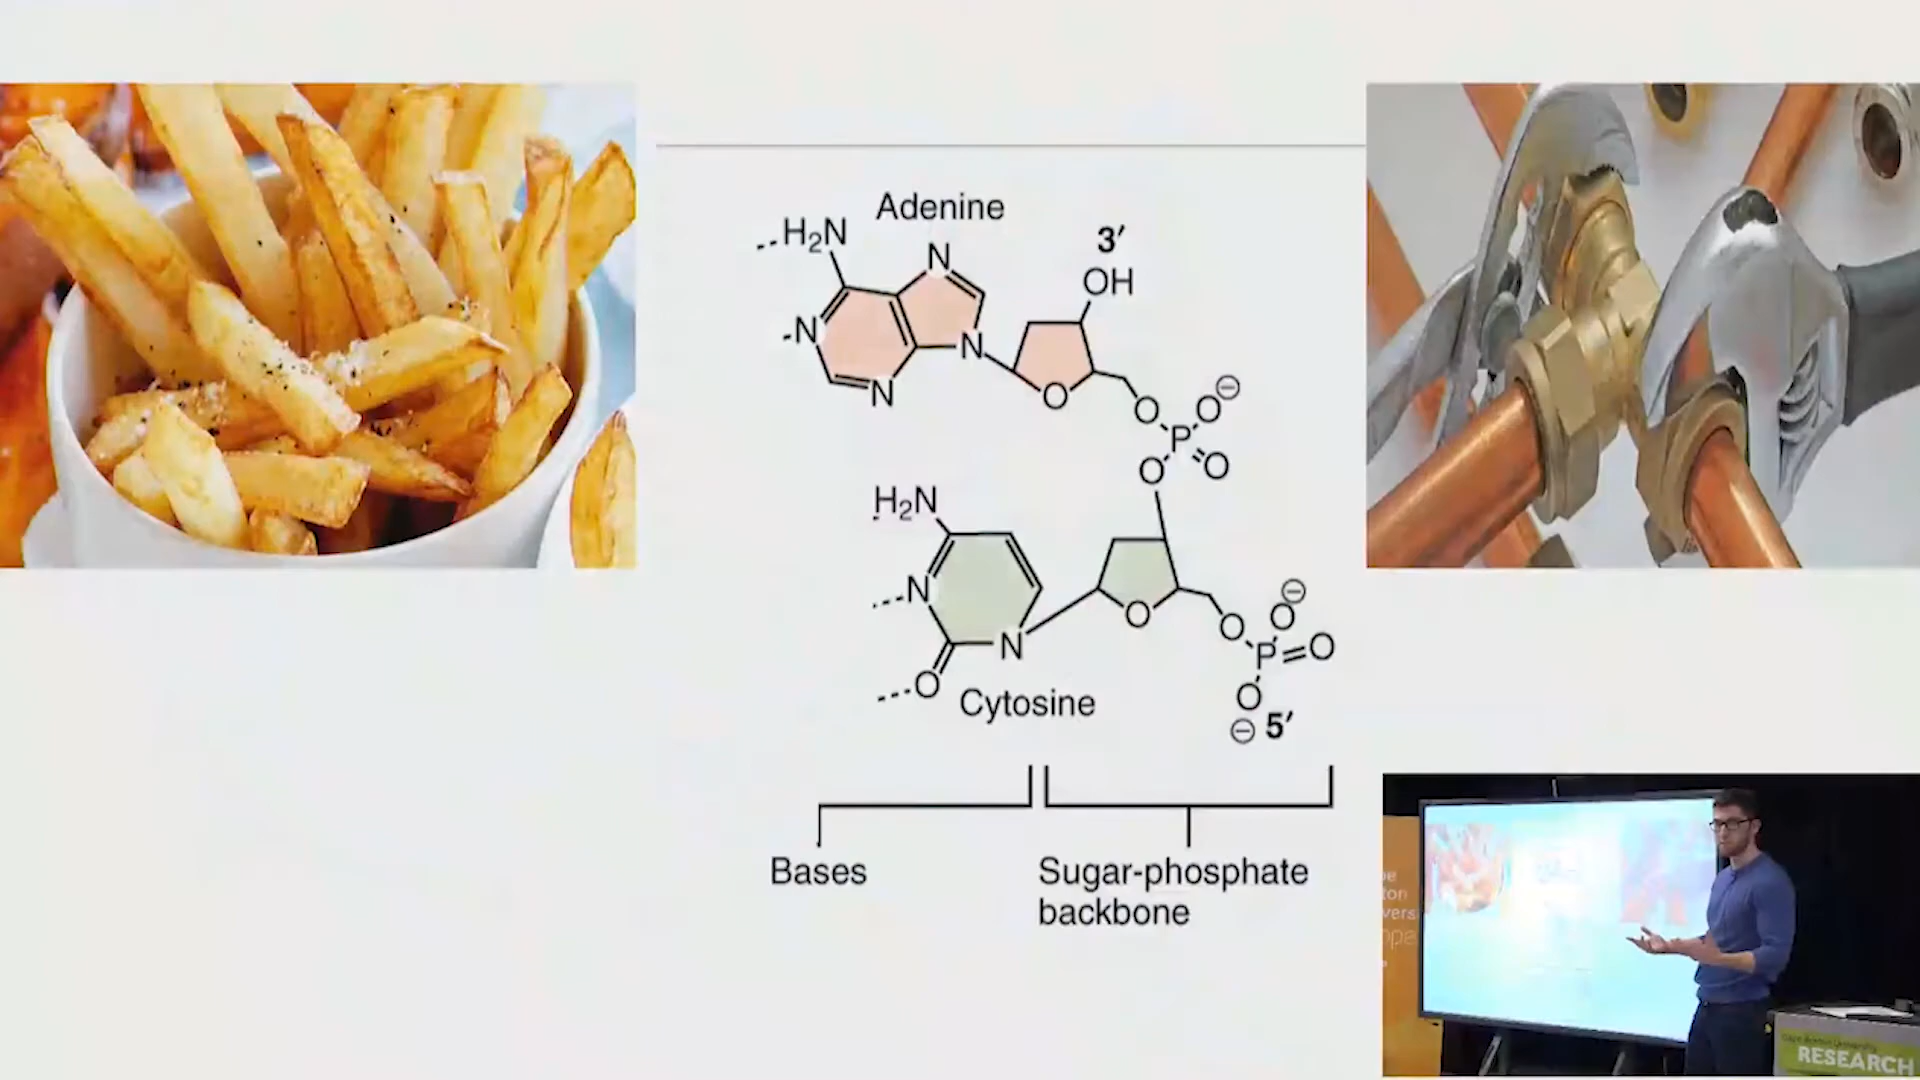 Adenine
H₂N
N
N
N
N
3′
OH
O
O
O⊖
P
O
O
H₂N
N
N
O
Cytosine
O
O
O⊖
P
O
O
⊖ 5′
Bases
Sugar-phosphate
backbone
RESEARCH